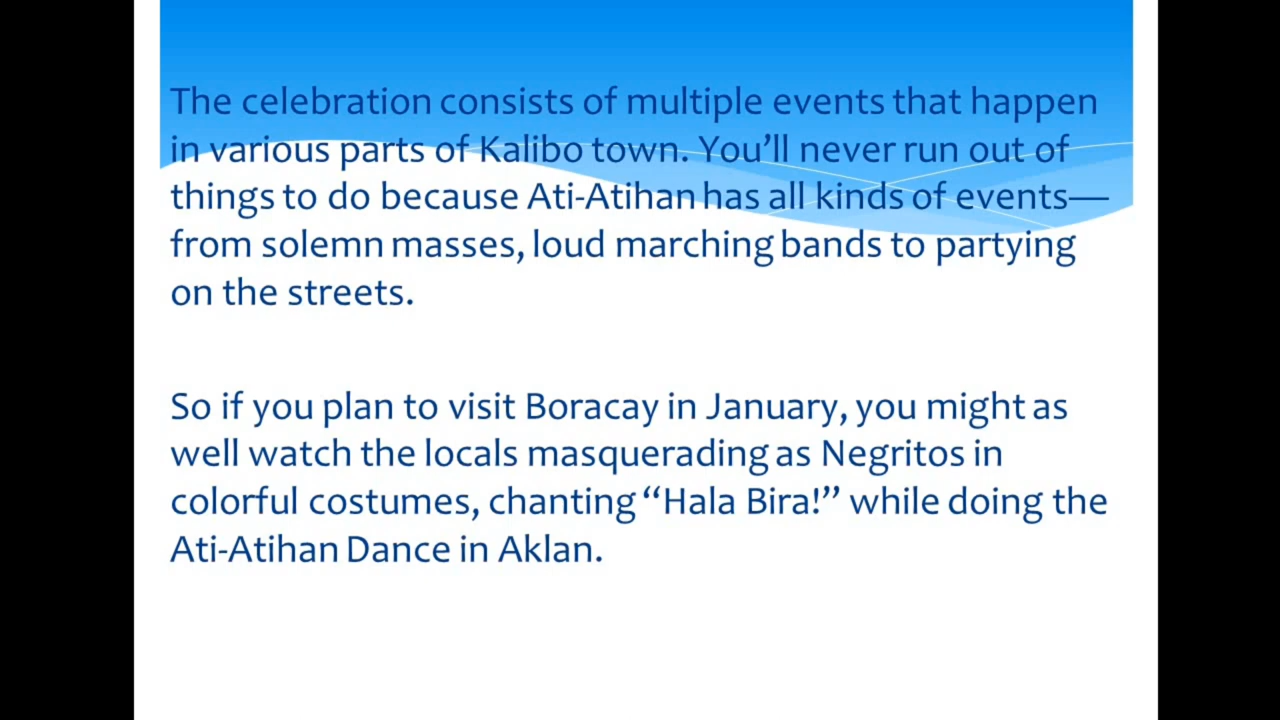 The celebration consists of multiple events that happen
in various parts of Kalibo town. You’ll never run out of
things to do because Ati-Atihan has all kinds of events—
from solemn masses, loud marching bands to partying
on the streets.
So if you plan to visit Boracay in January, you might as
well watch the locals masquerading as Negritos in
colorful costumes, chanting “Hala Bira!” while doing the
Ati-Atihan Dance in Aklan.